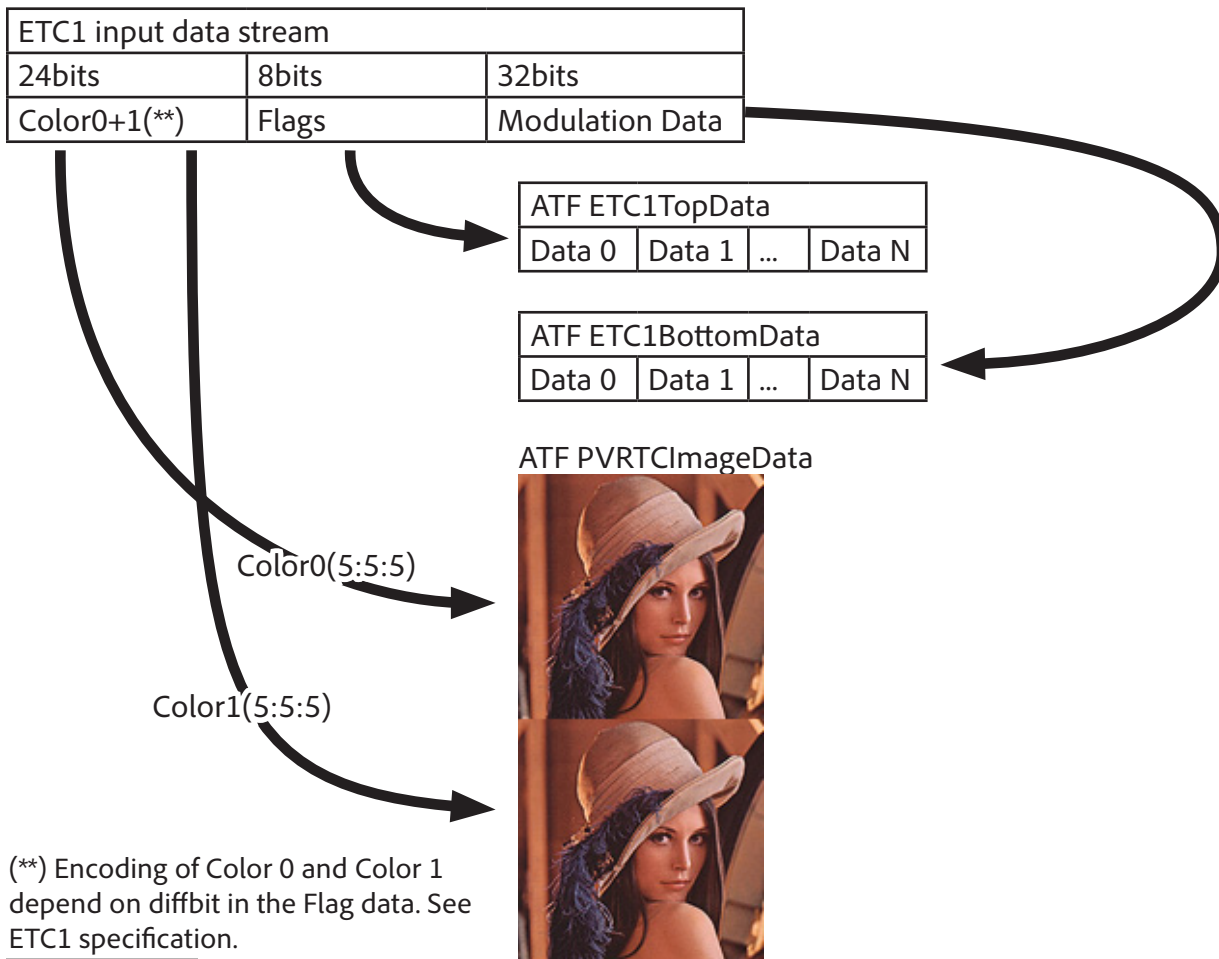 ETC1 input data stream
24bits 8bits 32bits
Color0+1(**) Flags Modulation Data
ATF ETC1TopData
Data 0 Data 1 ... Data N
ATF ETC1BottomData
Data 0 Data 1 ... Data N
ATF PVRTCImageData
Color0(5:5:5)
Color1(5:5:5)
(**) Encoding of Color 0 and Color 1
depend on diffbit in the Flag data. See
ETC1 specification.